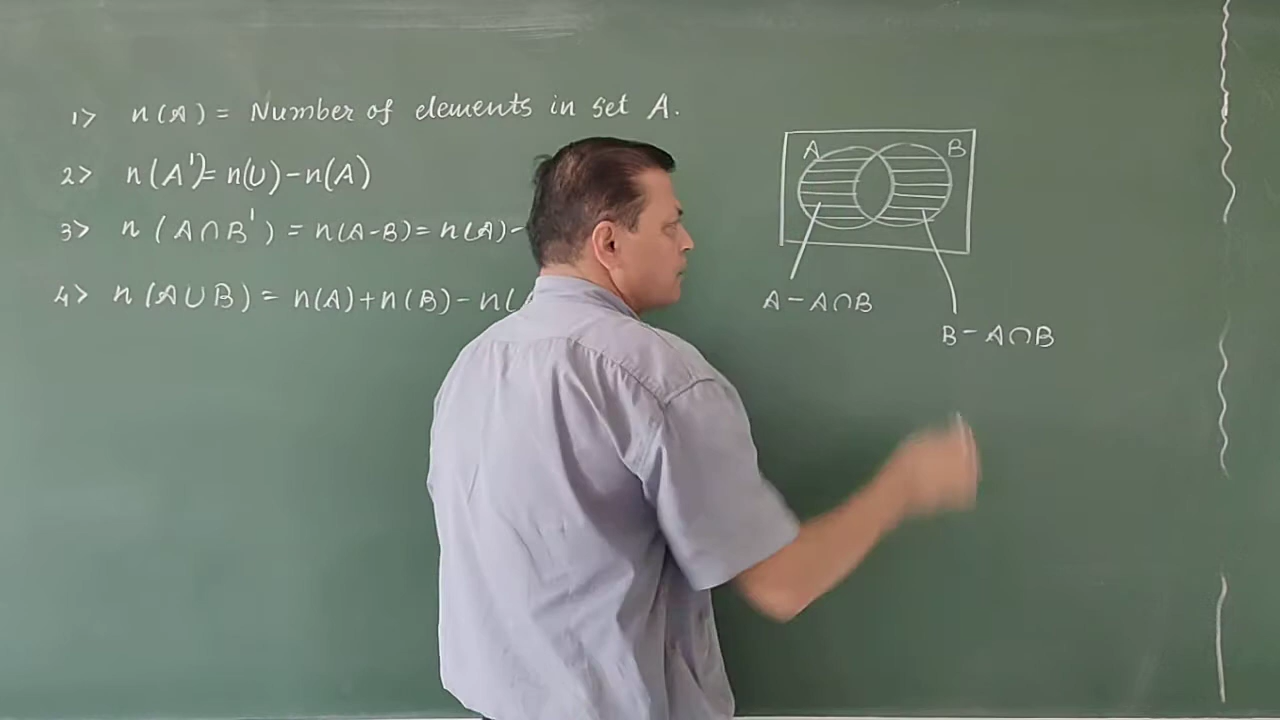 1> n(A) = Number of elements in set A.
2> n(A')= n(U)-n(A)
3> n (A∩B') = n(A-B)= n(A)-
4> n (A∪B) = n(A)+n(B)- n(
A
B
A - A∩B
B - A∩B